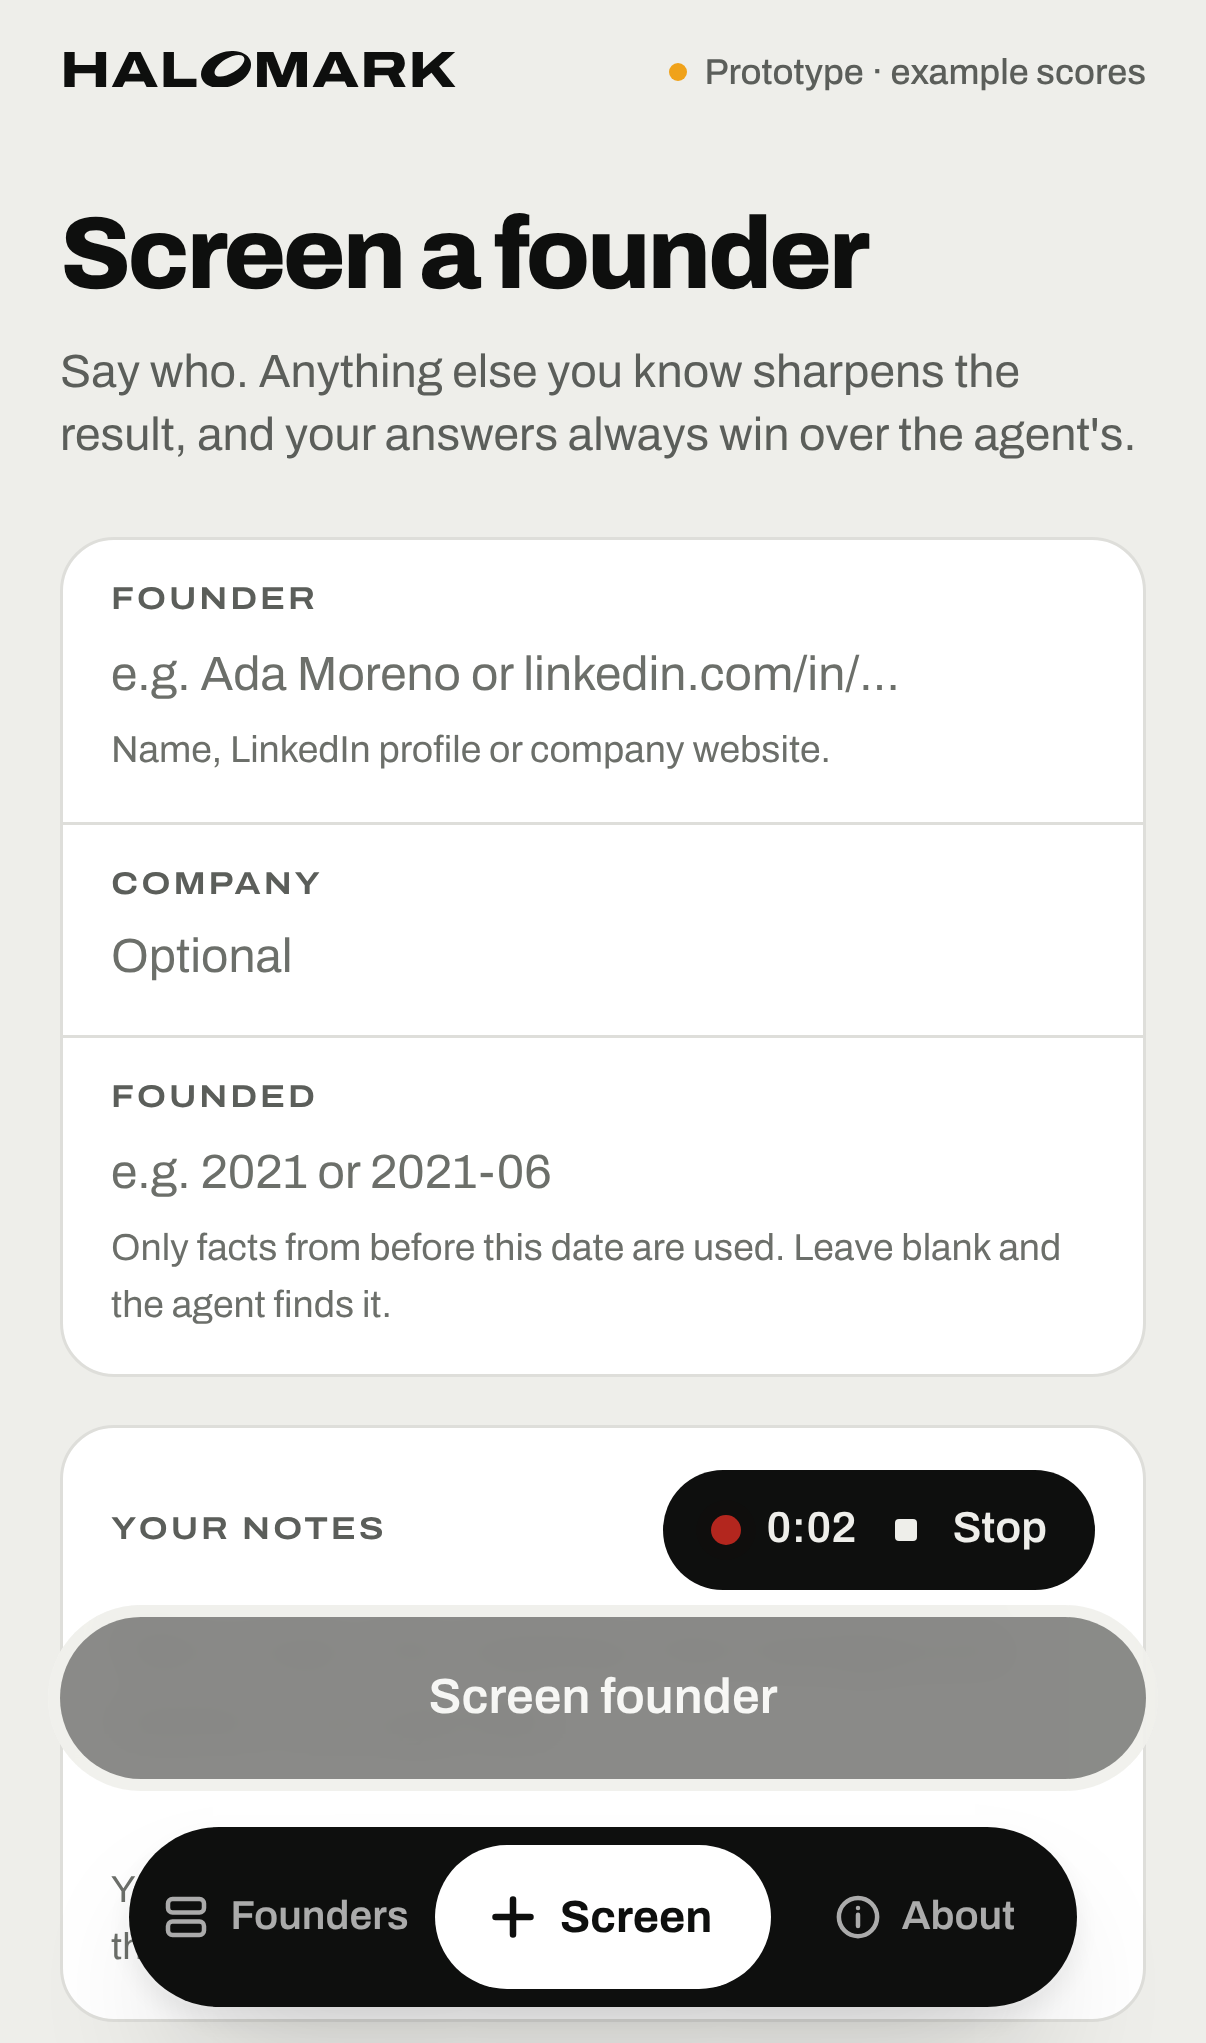 HALOMARK
Prototype · example scores
Screen a founder
Say who. Anything else you know sharpens the
result, and your answers always win over the agent's.
FOUNDER
e.g. Ada Moreno or linkedin.com/in/...
Name, LinkedIn profile or company website.
COMPANY
Optional
FOUNDED
e.g. 2021 or 2021-06
Only facts from before this date are used. Leave blank and
the agent finds it.
YOUR NOTES
0:02 Stop
Screen founder
Founders
Screen
About